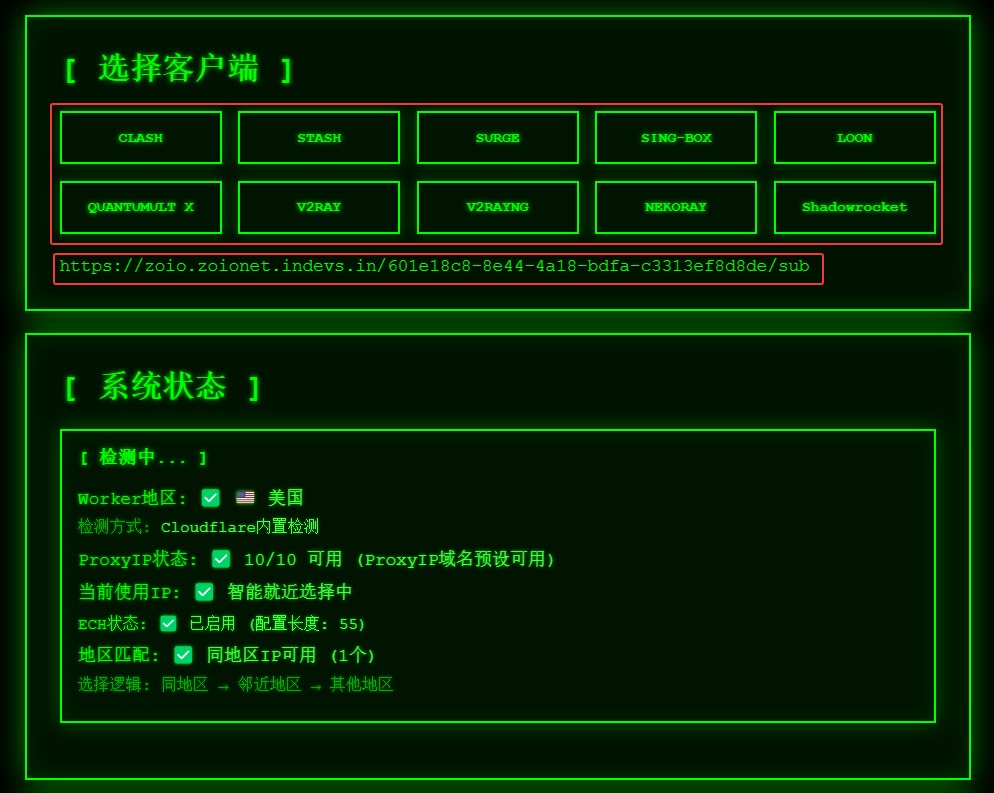 [ 选择客户端 ]
CLASH STASH SURGE SING-BOX LOON
QUANTUMULT X V2RAY V2RAYNG NEKORAY Shadowrocket
https://zoio.zoionet.indevs.in/601e18c8-8e44-4a18-bdfa-c3313ef8d8de/sub
[ 系统状态 ]
[ 检测中... ]
Worker地区: ✅ 🇺🇸 美国
检测方式: Cloudflare内置检测
ProxyIP状态: ✅ 10/10 可用 (ProxyIP域名预设可用)
当前使用IP: ✅ 智能就近选择中
ECH状态: ✅ 已启用 (配置长度: 55)
地区匹配: ✅ 同地区IP可用 (1个)
选择逻辑: 同地区 → 邻近地区 → 其他地区